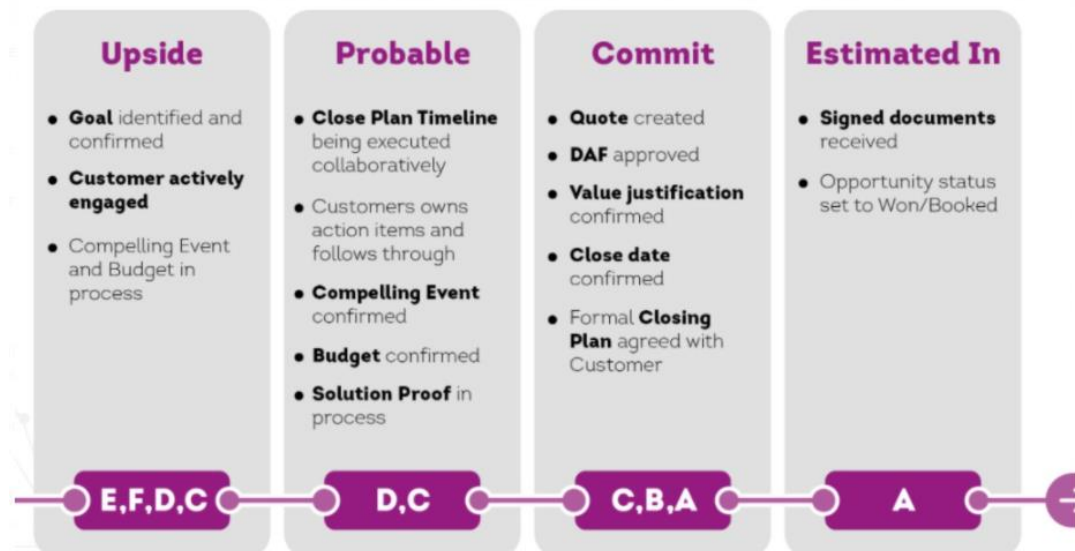 Upside
• Goal identified and
confirmed
• Customer actively
engaged
• Compelling Event
and Budget in
process
E,F,D,C
Probable
• Close Plan Timeline
being executed
collaboratively
• Customers owns
action items and
follows through
• Compelling Event
confirmed
• Budget confirmed
• Solution Proof in
process
D,C
Commit
• Quote created
• DAF approved
• Value justification
confirmed
• Close date
confirmed
• Formal Closing
Plan agreed with
Customer
C,B,A
Estimated In
• Signed documents
received
• Opportunity status
set to Won/Booked
A